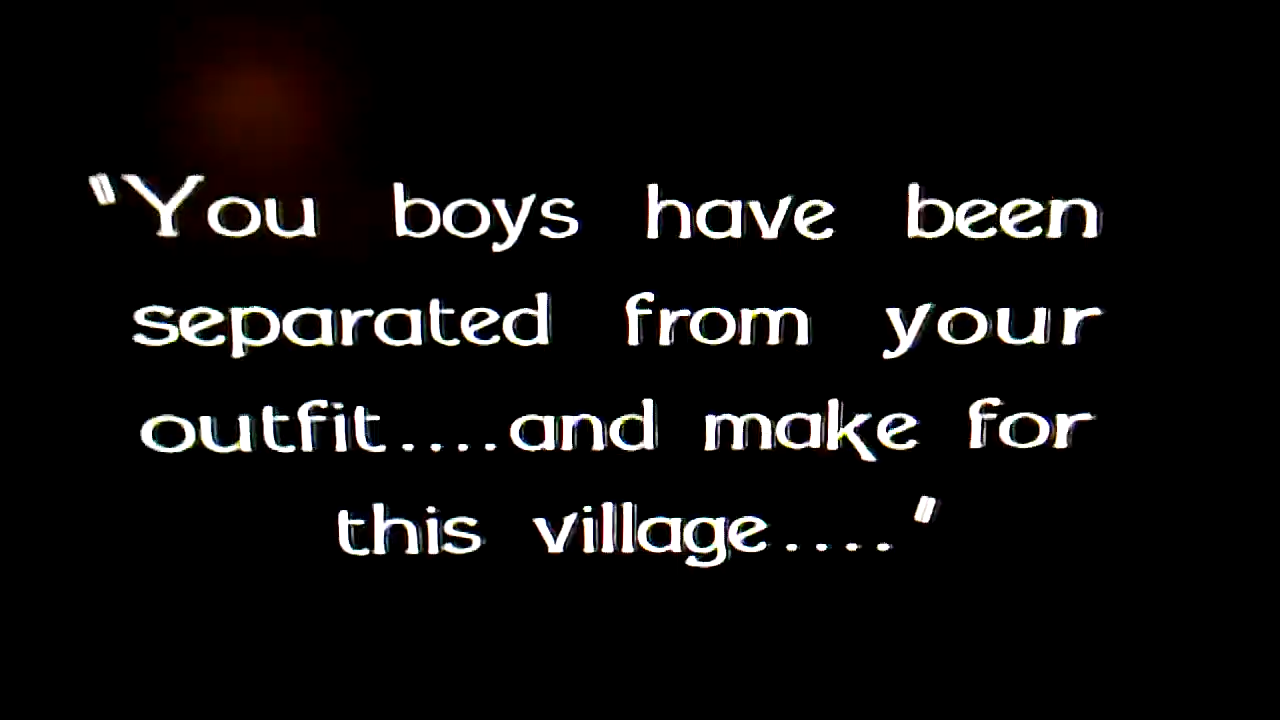 "You boys have been
separated from your
outfit....and make for
this village...."